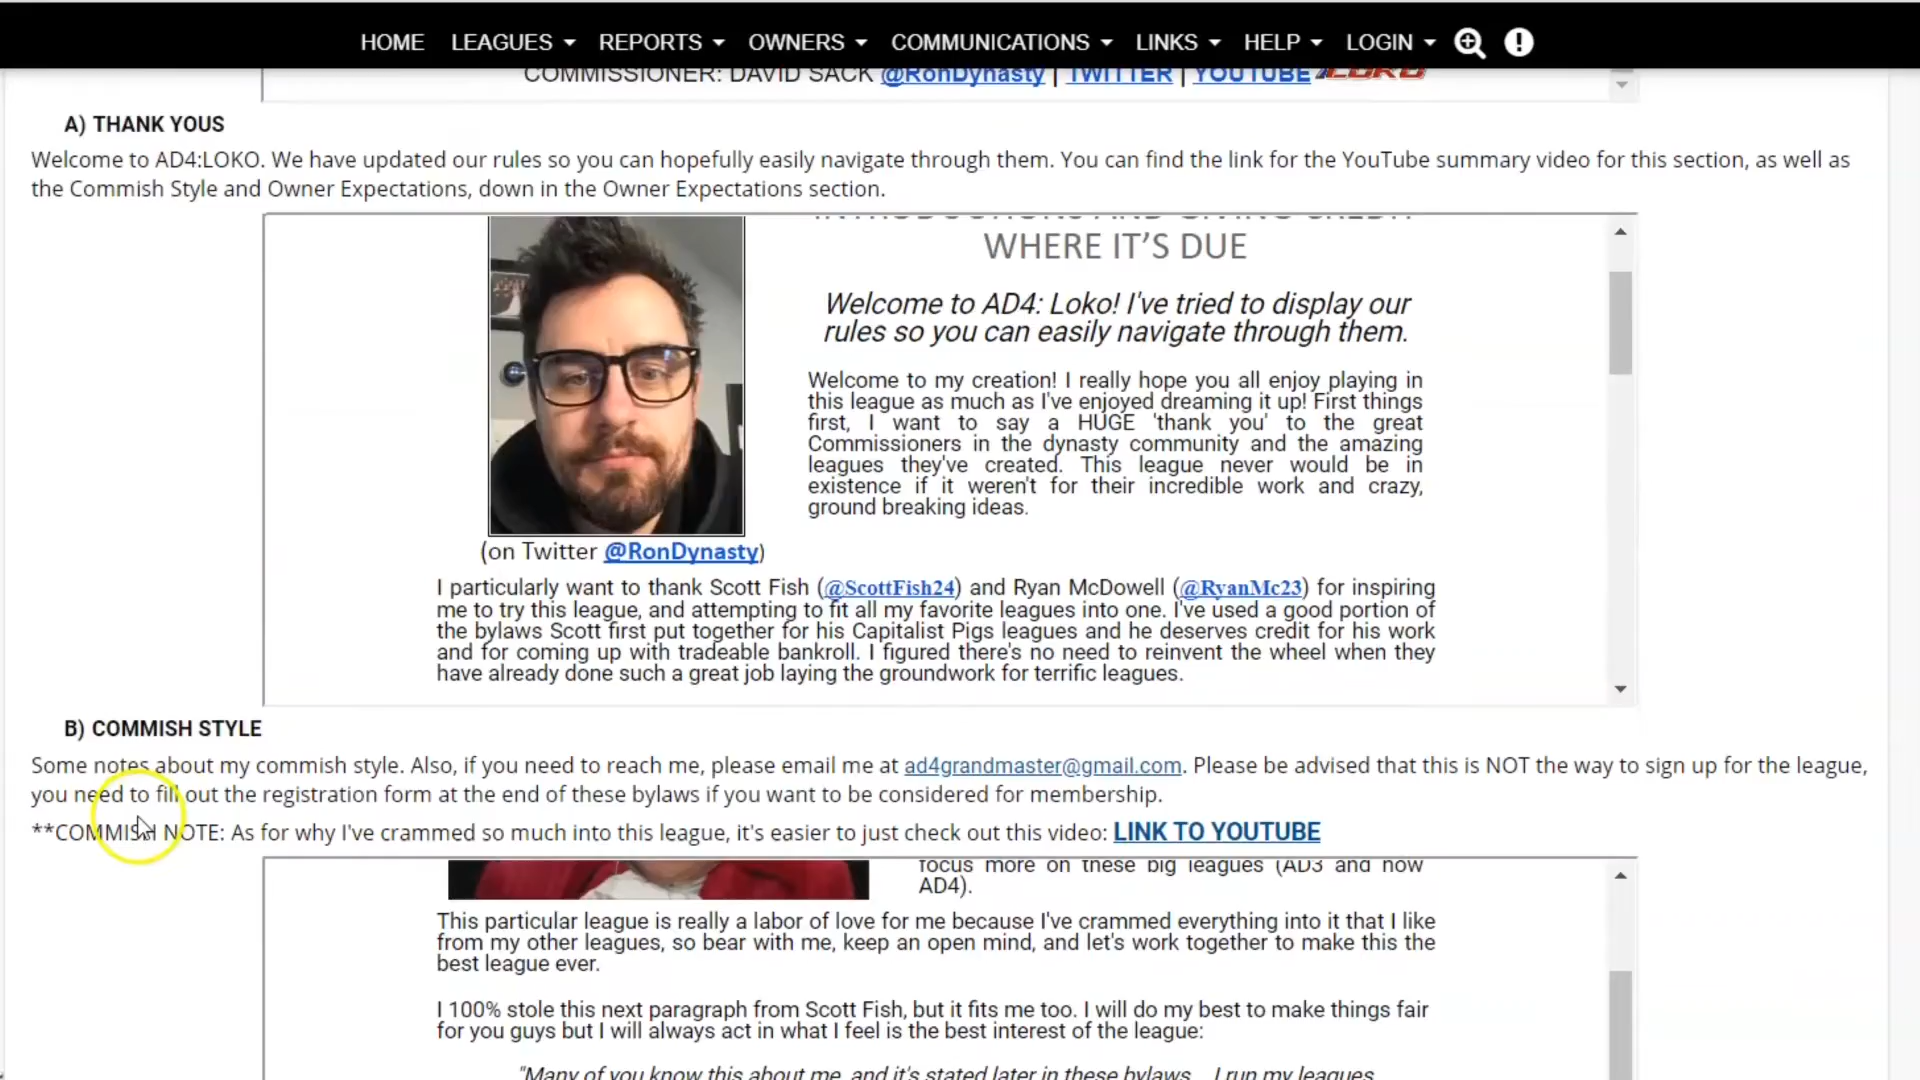 HOME LEAGUES REPORTS OWNERS COMMUNICATIONS LINKS HELP LOGIN
COMMISSIONER: DAVID SACK @RonDynasty | TWITTER | YOUTUBE LOKO
A) THANK YOUS
Welcome to AD4:LOKO. We have updated our rules so you can hopefully easily navigate through them. You can find the link for the YouTube summary video for this section, as well as
the Commish Style and Owner Expectations, down in the Owner Expectations section.
INTRODUCTIONS AND GIVING CREDIT
WHERE IT'S DUE
Welcome to AD4: Loko! I've tried to display our
rules so you can easily navigate through them.
Welcome to my creation! I really hope you all enjoy playing in
this league as much as I've enjoyed dreaming it up! First things
first, I want to say a HUGE 'thank you' to the great
Commissioners in the dynasty community and the amazing
leagues they've created. This league never would be in
existence if it weren't for their incredible work and crazy,
ground breaking ideas.
(on Twitter @RonDynasty)
I particularly want to thank Scott Fish (@ScottFish24) and Ryan McDowell (@RyanMc23) for inspiring
me to try this league, and attempting to fit all my favorite leagues into one. I've used a good portion of
the bylaws Scott first put together for his Capitalist Pigs leagues and he deserves credit for his work
and for coming up with tradeable bankroll. I figured there's no need to reinvent the wheel when they
have already done such a great job laying the groundwork for terrific leagues.
B) COMMISH STYLE
Some notes about my commish style. Also, if you need to reach me, please email me at ad4grandmaster@gmail.com. Please be advised that this is NOT the way to sign up for the league,
you need to fill out the registration form at the end of these bylaws if you want to be considered for membership.
**COMMISH NOTE: As for why I've crammed so much into this league, it's easier to just check out this video: LINK TO YOUTUBE
focus more on these big leagues (AD3 and now
AD4).
This particular league is really a labor of love for me because I've crammed everything into it that I like
from my other leagues, so bear with me, keep an open mind, and let's work together to make this the
best league ever.
I 100% stole this next paragraph from Scott Fish, but it fits me too. I will do my best to make things fair
for you guys but I will always act in what I feel is the best interest of the league:
"Many of you know this about me, and it's stated later in these bylaws... I run my leagues